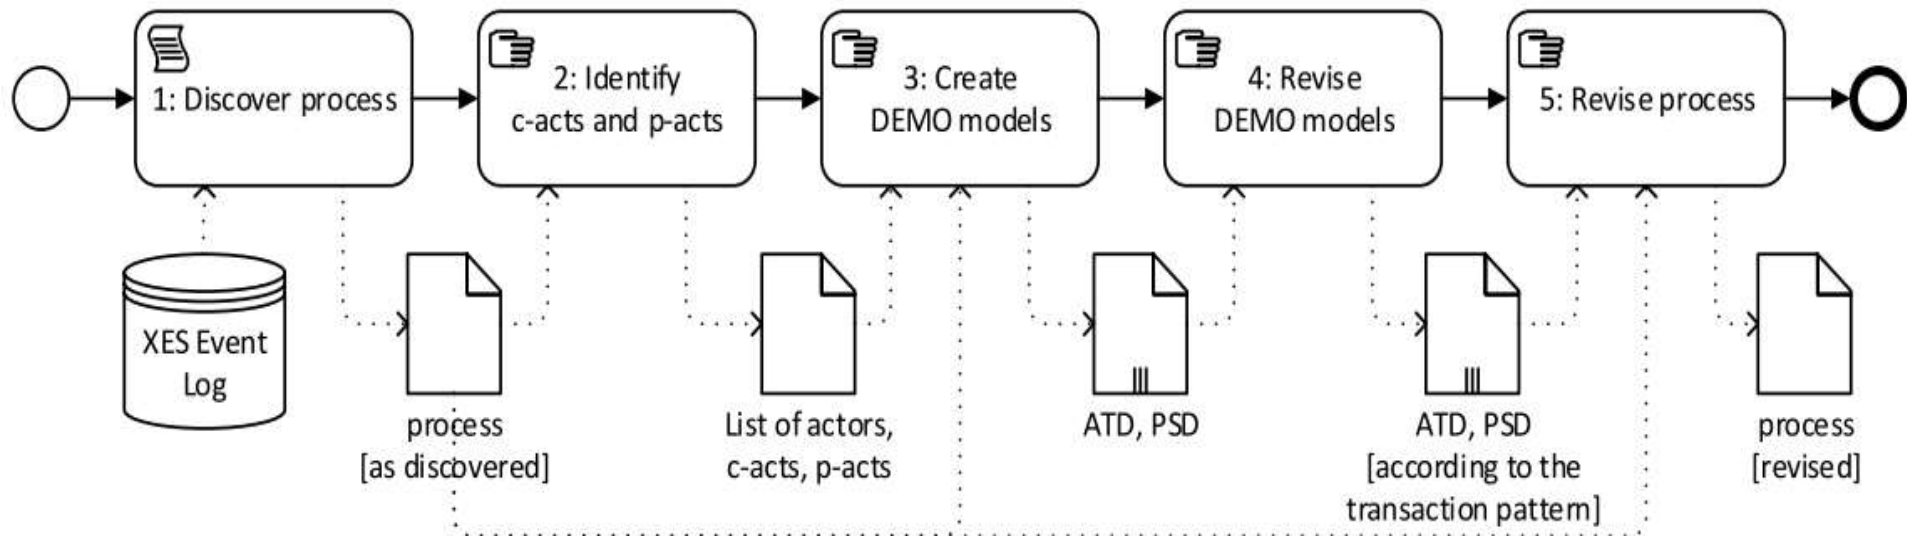 1: Discover process
2: Identify
c-acts and p-acts
3: Create
DEMO models
4: Revise
DEMO models
5: Revise process
XES Event
Log
process
[as discovered]
List of actors,
c-acts, p-acts
ATD, PSD
ATD, PSD
[according to the
transaction pattern]
process
[revised]